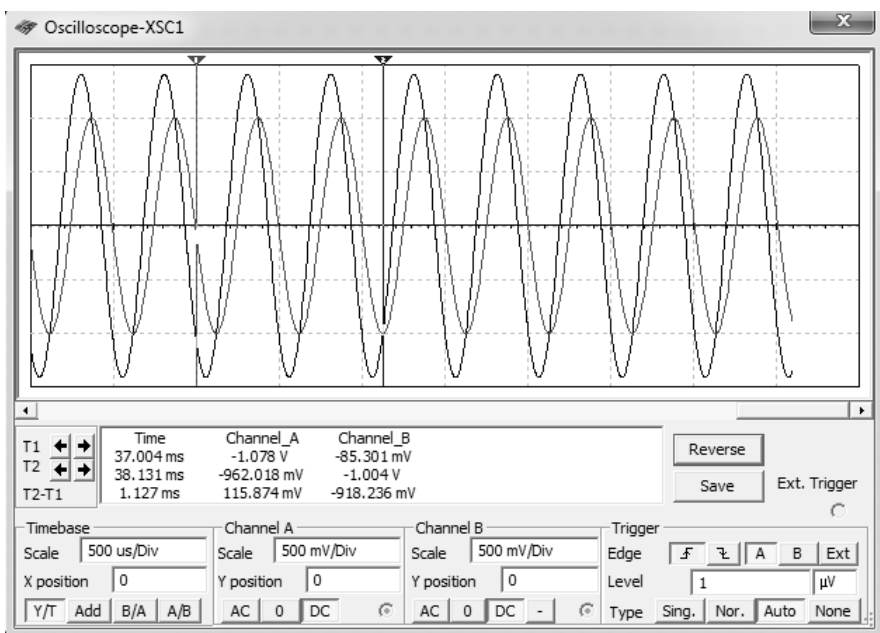 Oscilloscope-XSC1
x
1 2
Time Channel_A Channel_B
T1 37.004 ms -1.078 V -85.301 mV
T2 38.131 ms -962.018 mV -1.004 V
T2-T1 1.127 ms 115.874 mV -918.236 mV
Reverse
Save
Ext. Trigger
Timebase
Scale 500 us/Div
X position 0
Y/T Add B/A A/B
Channel A
Scale 500 mV/Div
Y position 0
AC 0 DC
Channel B
Scale 500 mV/Div
Y position 0
AC 0 DC -
Trigger
Edge A B Ext
Level 1 µV
Type Sing. Nor. Auto None